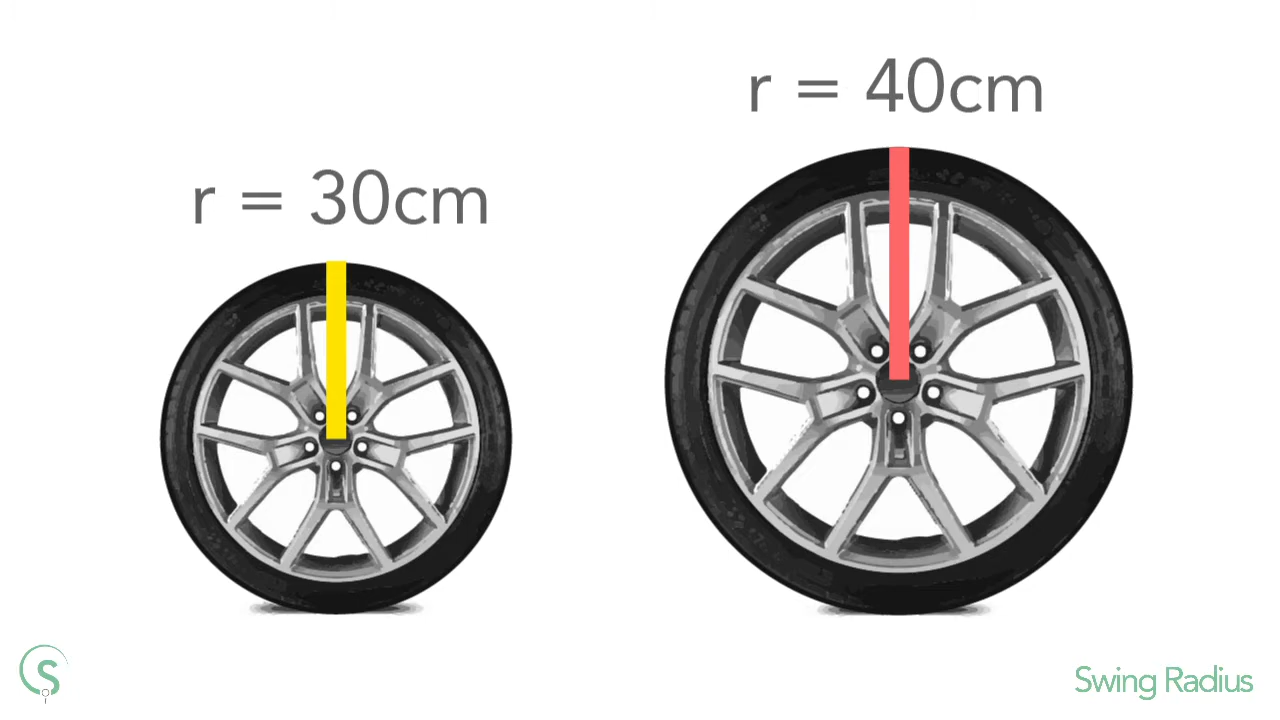 r = 40cm
r = 30cm
S
Swing Radius